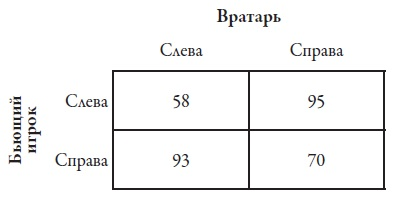 Вратарь
Слева Справа
Бьющий
игрок
Слева 58 95
Справа 93 70